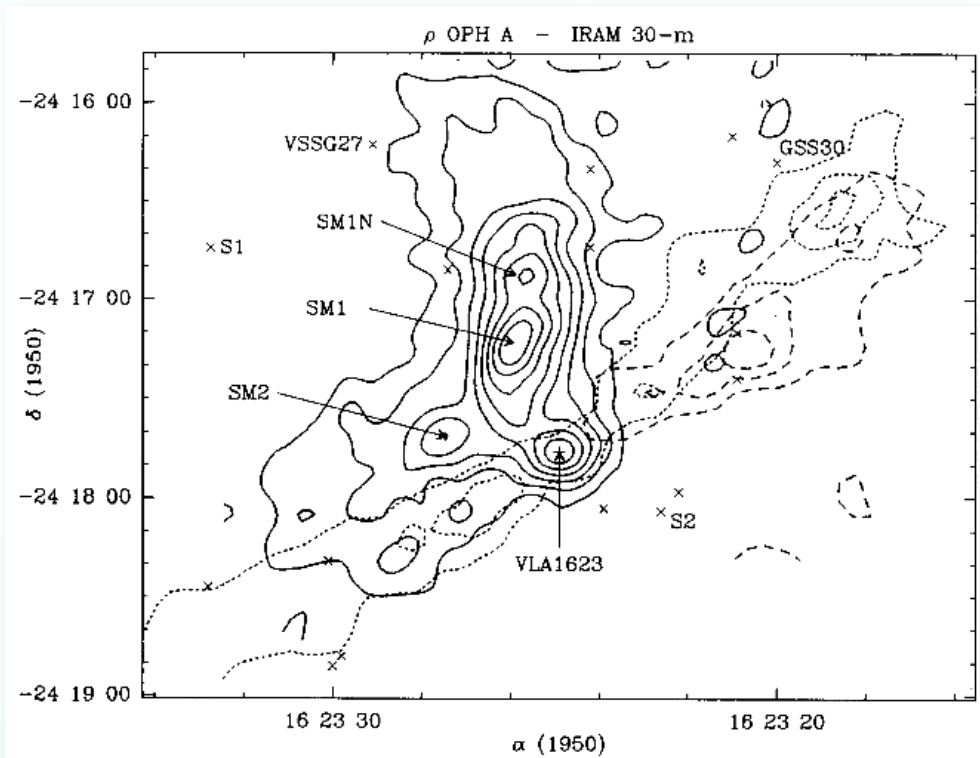 ρ OPH A – IRAM 30-m
-24 16 00
VSSG27
GSS30
SM1N
S1
-24 17 00
SM1
δ (1950)
SM2
-24 18 00
S2
VLA1623
-24 19 00
16 23 30
16 23 20
α (1950)